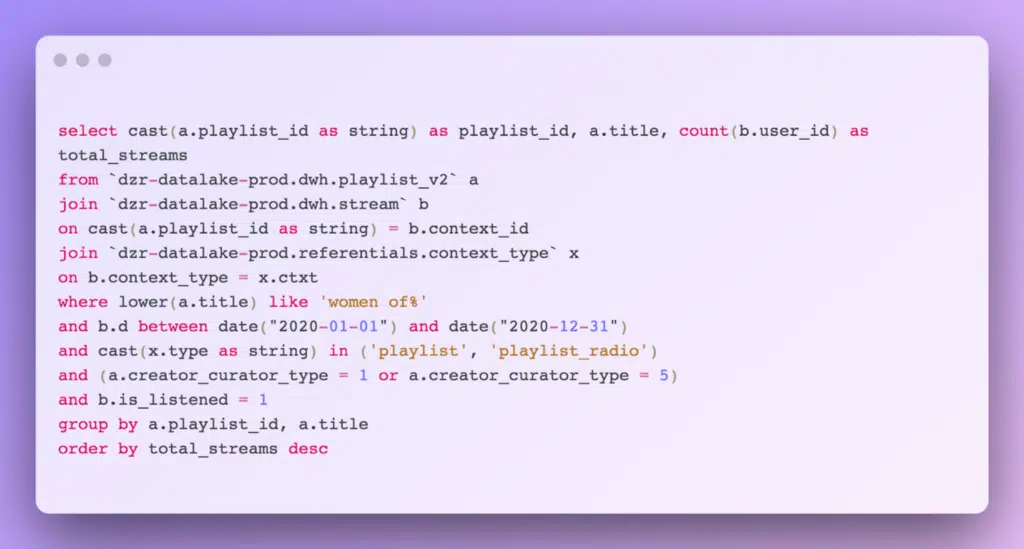 select cast(a.playlist_id as string) as playlist_id, a.title, count(b.user_id) as
total_streams
from `dzr-datalake-prod.dwh.playlist_v2` a
join `dzr-datalake-prod.dwh.stream` b
on cast(a.playlist_id as string) = b.context_id
join `dzr-datalake-prod.referentials.context_type` x
on b.context_type = x.ctxt
where lower(a.title) like 'women of%'
and b.d between date("2020-01-01") and date("2020-12-31")
and cast(x.type as string) in ('playlist', 'playlist_radio')
and (a.creator_curator_type = 1 or a.creator_curator_type = 5)
and b.is_listened = 1
group by a.playlist_id, a.title
order by total_streams desc